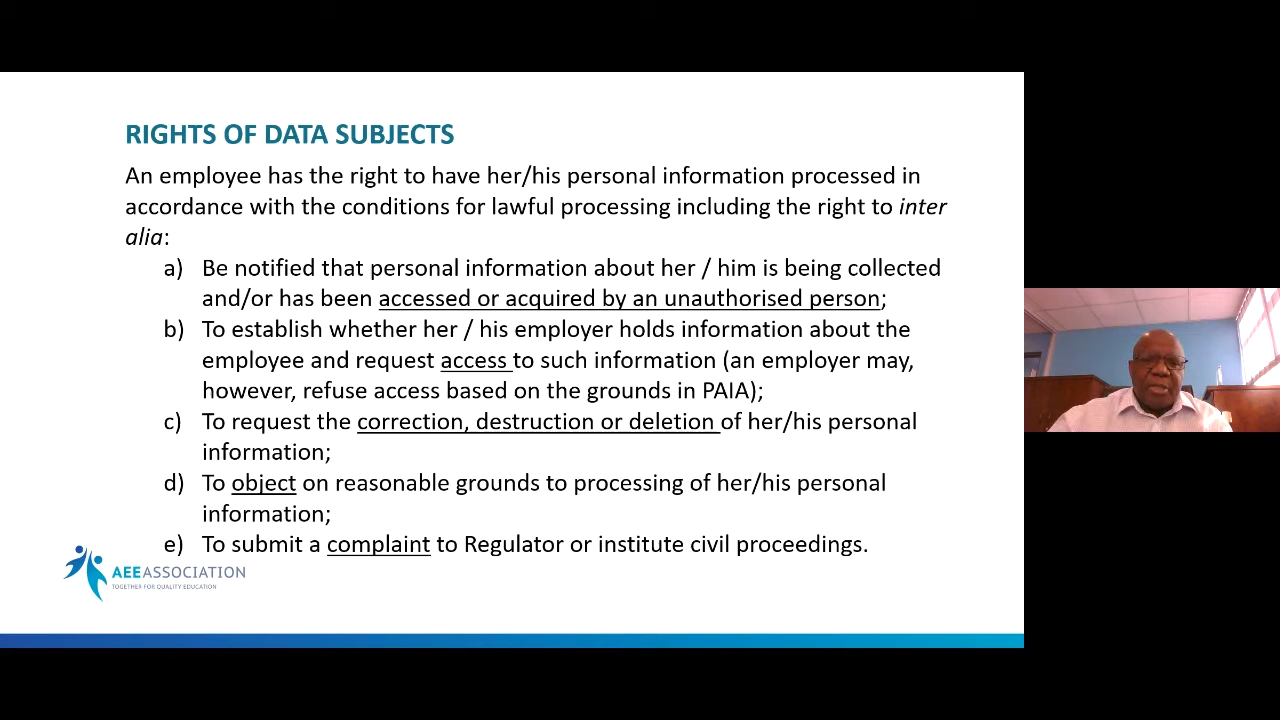 RIGHTS OF DATA SUBJECTS
An employee has the right to have her/his personal information processed in
accordance with the conditions for lawful processing including the right to inter
alia:
a) Be notified that personal information about her / him is being collected
and/or has been accessed or acquired by an unauthorised person;
b) To establish whether her / his employer holds information about the
employee and request access to such information (an employer may,
however, refuse access based on the grounds in PAIA);
c) To request the correction, destruction or deletion of her/his personal
information;
d) To object on reasonable grounds to processing of her/his personal
information;
e) To submit a complaint to Regulator or institute civil proceedings.
AEEASSOCIATION
TOGETHER FOR QUALITY EDUCATION